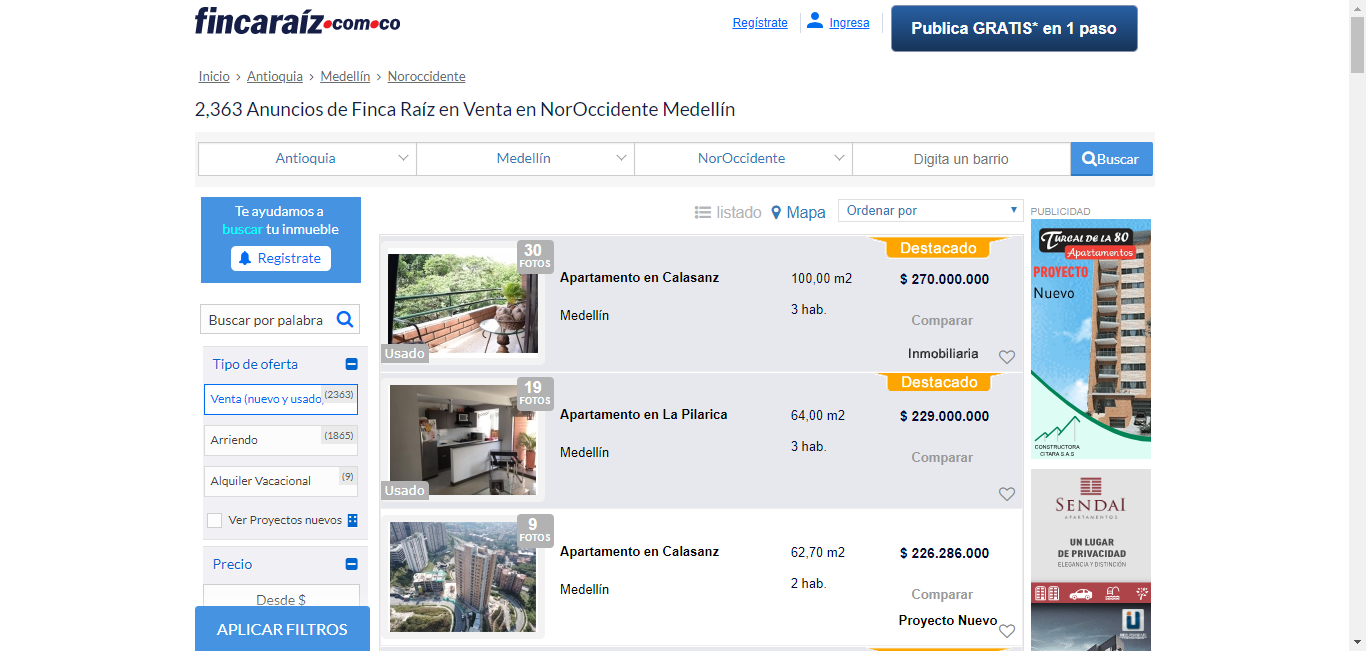 fincaraíz.com.co
Regístrate
Ingresa
Publica GRATIS* en 1 paso
Inicio > Antioquia > Medellín > Noroccidente
2,363 Anuncios de Finca Raíz en Venta en NorOccidente Medellín
Antioquia
Medellín
NorOccidente
Digita un barrio
Buscar
Te ayudamos a
buscar tu inmueble
Registrate
Buscar por palabra
Tipo de oferta
Venta (nuevo y usado)
(2363)
Arriendo
(1865)
Alquiler Vacacional
(9)
Ver Proyectos nuevos
Precio
Desde $
APLICAR FILTROS
listado
Mapa
Ordenar por
30
FOTOS
Usado
Apartamento en Calasanz
Medellín
100,00 m2
3 hab.
Destacado
$ 270.000.000
Comparar
Inmobiliaria
19
FOTOS
Usado
Apartamento en La Pilarica
Medellín
64,00 m2
3 hab.
Destacado
$ 229.000.000
Comparar
9
FOTOS
Apartamento en Calasanz
Medellín
62,70 m2
2 hab.
$ 226.286.000
Comparar
Proyecto Nuevo
PUBLICIDAD
TURGAL DE LA 80
Apartamentos
PROYECTO
Nuevo
CONSTRUCTORA
CITARA S.A.S
SENDAI
APARTAMENTOS
UN LUGAR
DE PRIVACIDAD
ELEGANCIA Y DISTINCIÓN